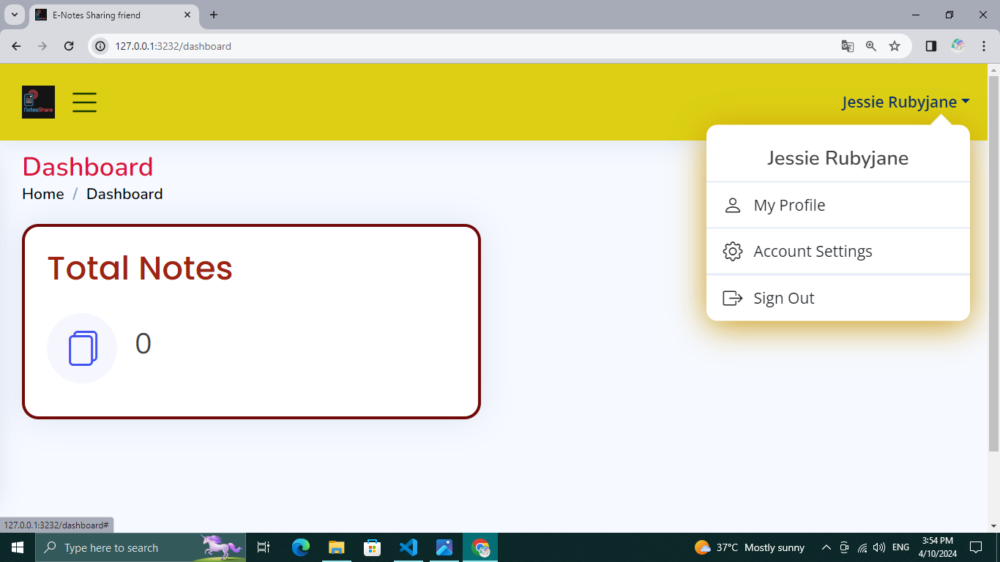 E-Notes Sharing friend
127.0.0.1:3232/dashboard
NotesShare
Jessie Rubyjane
Jessie Rubyjane
My Profile
Account Settings
Sign Out
Dashboard
Home / Dashboard
Total Notes
0
127.0.0.1:3232/dashboard#
Type here to search
37°C Mostly sunny
ENG
3:54 PM
4/10/2024